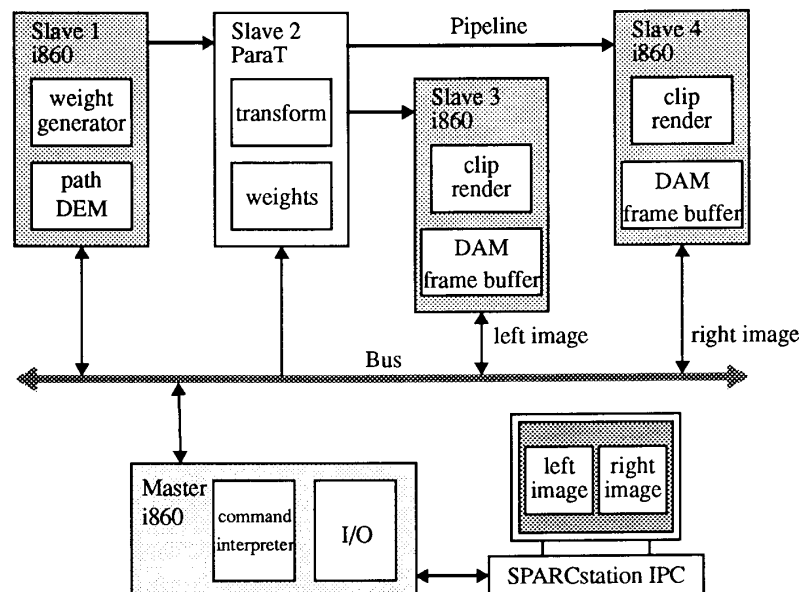 Slave 1
i860
weight
generator
path
DEM
Slave 2
ParaT
transform
weights
Pipeline
Slave 3
i860
clip
render
DAM
frame buffer
left image
Slave 4
i860
clip
render
DAM
frame buffer
right image
Bus
Master
i860
command
interpreter
I/O
left
image
right
image
SPARCstation IPC